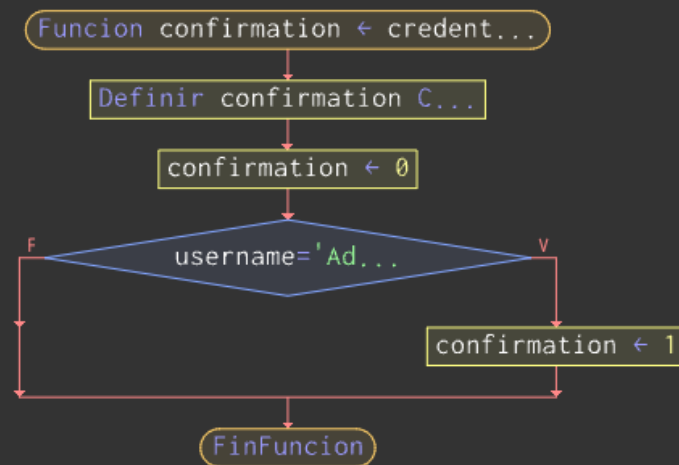 Funcion confirmation ← credent...
Definir confirmation C...
confirmation ← 0
username='Ad...
F
V
confirmation ← 1
FinFuncion